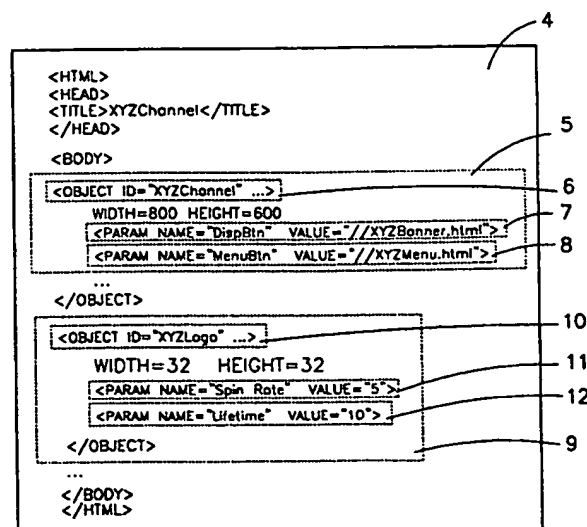 4
<HTML>
<HEAD>
<TITLE>XYZChannel</TITLE>
</HEAD>
<BODY>
5
<OBJECT ID="XYZChannel" ...>
6
WIDTH=800 HEIGHT=600
7
<PARAM NAME="DispBtn" VALUE="//XYZBanner.html">
<PARAM NAME="MenuBtn" VALUE="//XYZMenu.html">
8
...
</OBJECT>
10
<OBJECT ID="XYZLogo" ...>
WIDTH=32 HEIGHT=32
11
<PARAM NAME="Spin Rate" VALUE="5">
<PARAM NAME="Lifetime" VALUE="10">
12
</OBJECT>
9
...
</BODY>
</HTML>